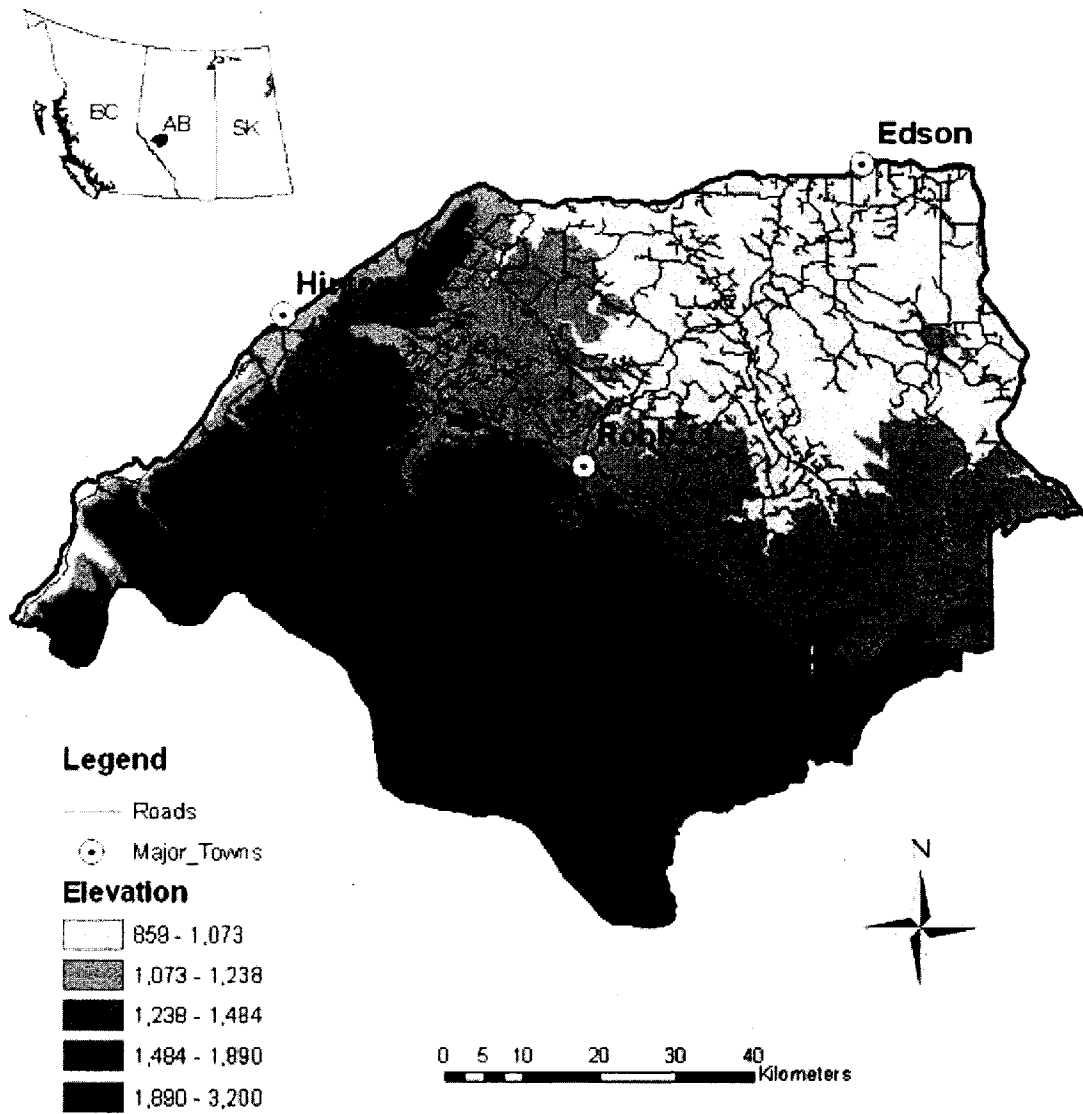 BC
AB
SK
Edson
Robb
Legend
Roads
Major_Towns
Elevation
859 - 1,073
1,073 - 1,238
1,238 - 1,484
1,484 - 1,890
1,890 - 3,200
N
0 5 10 20 30 40
Kilometers